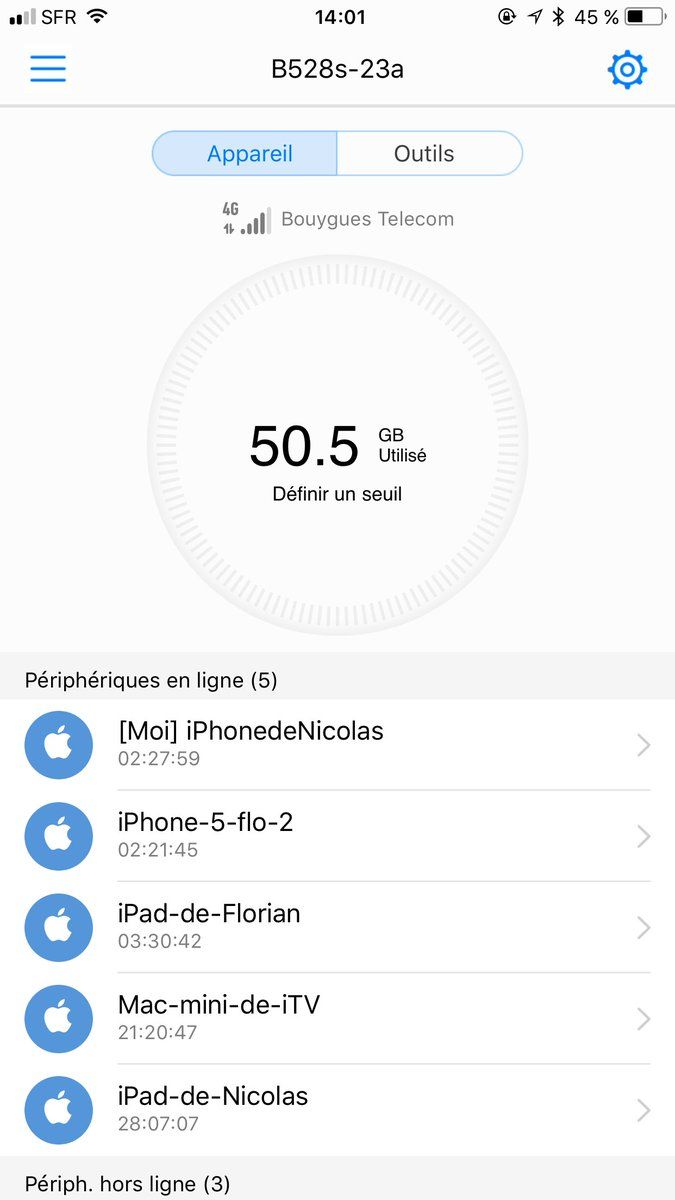 SFR 14:01 45 %
B528s-23a
Appareil Outils
4G Bouygues Telecom
50.5 GB Utilisé
Définir un seuil
Périphériques en ligne (5)
[Moi] iPhonedeNicolas
02:27:59
iPhone-5-flo-2
02:21:45
iPad-de-Florian
03:30:42
Mac-mini-de-iTV
21:20:47
iPad-de-Nicolas
28:07:07
Périph. hors ligne (3)